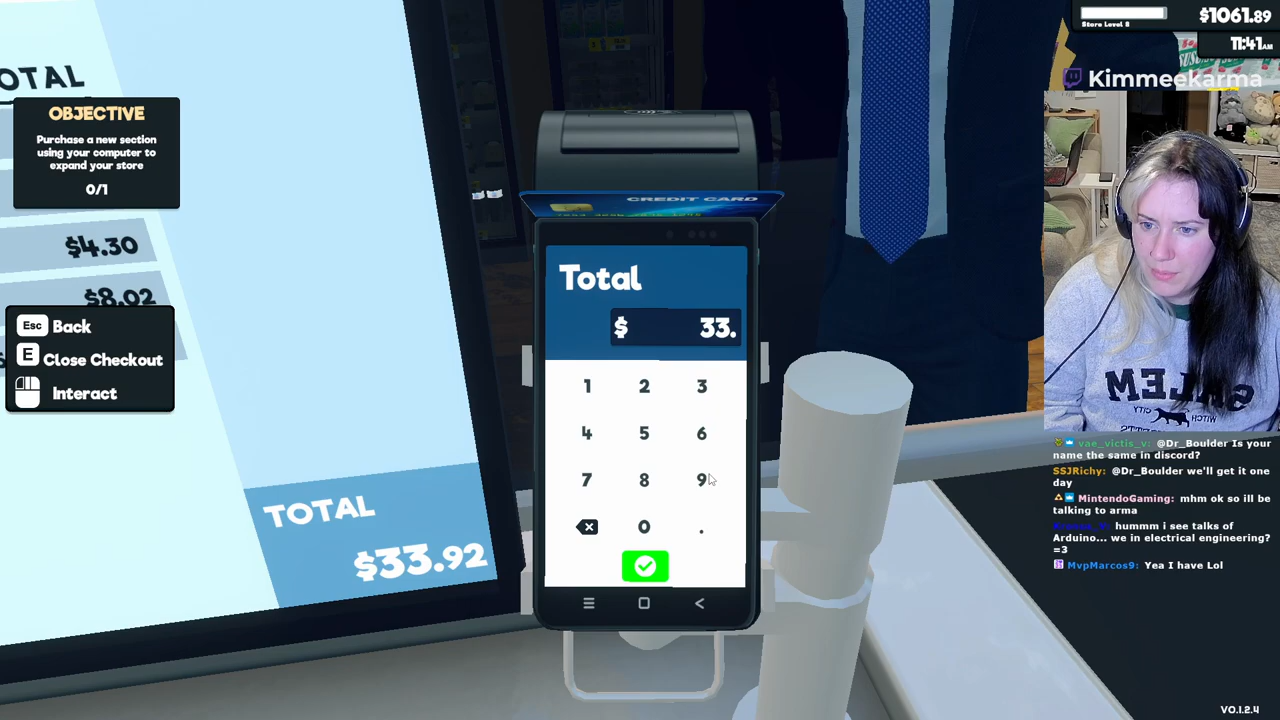 TOTAL
OBJECTIVE
Purchase a new section
using your computer to
expand your store
0/1
$4.30
$8.02
Esc Back
E Close Checkout
Interact
TOTAL
$33.92
CREDIT CARD
Total
$ 33.
1 2 3
4 5 6
7 8 9
0 .
Store Level 8
$1061.89
11:41AM
Kimmeekarma
SALEM
WITCH CITY
vae_victis_v: @Dr_Boulder Is your
name the same in discord?
SSJRichy: @Dr_Boulder we'll get it one
day
MintendoGaming: mhm ok so ill be
talking to arma
hummm i see talks of
Arduino... we in electrical engineering?
=3
MvpMarcos9: Yea I have Lol
V0.1.2.4